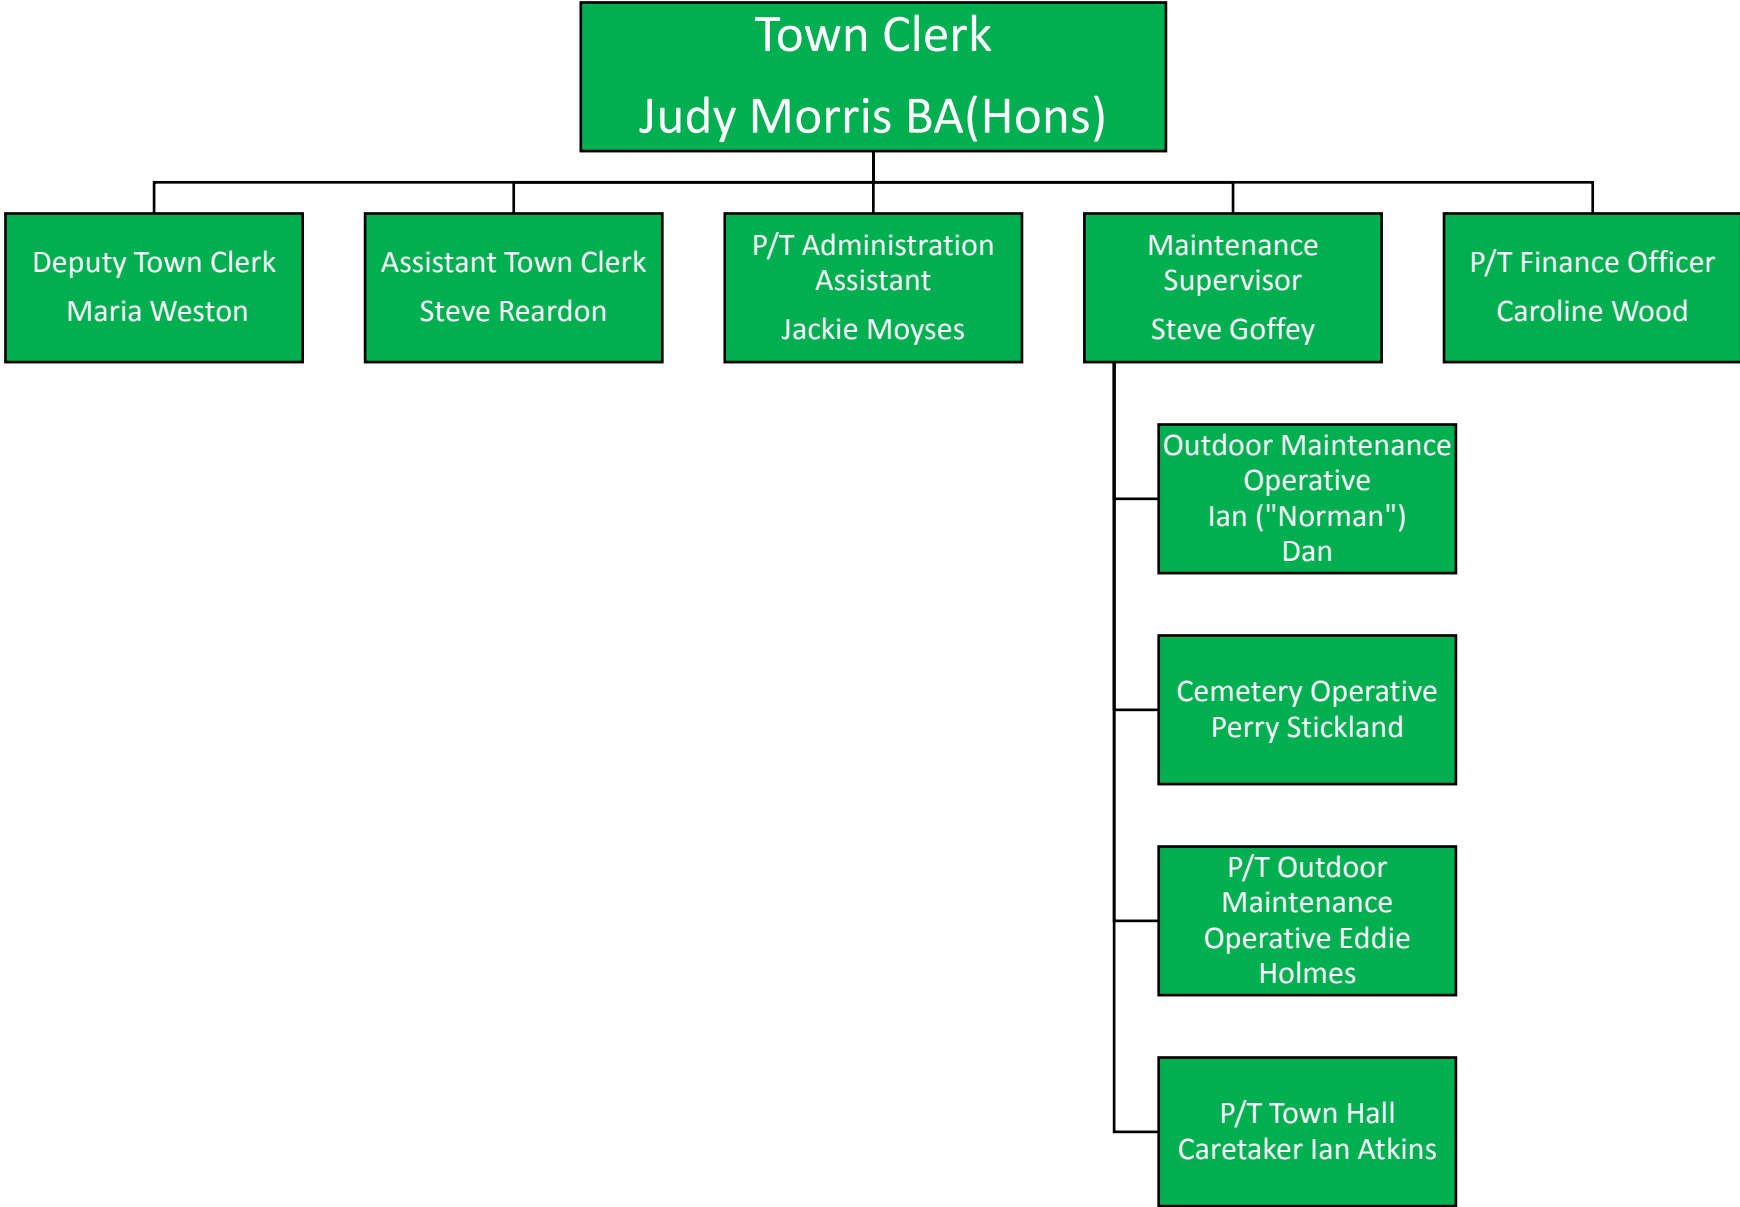 Town Clerk
Judy Morris BA(Hons)
Deputy Town Clerk
Maria Weston
Assistant Town Clerk
Steve Reardon
P/T Administration
Assistant
Jackie Moyses
Maintenance
Supervisor
Steve Goffey
P/T Finance Officer
Caroline Wood
Outdoor Maintenance
Operative
Ian ("Norman")
Dan
Cemetery Operative
Perry Stickland
P/T Outdoor
Maintenance
Operative Eddie
Holmes
P/T Town Hall
Caretaker Ian Atkins